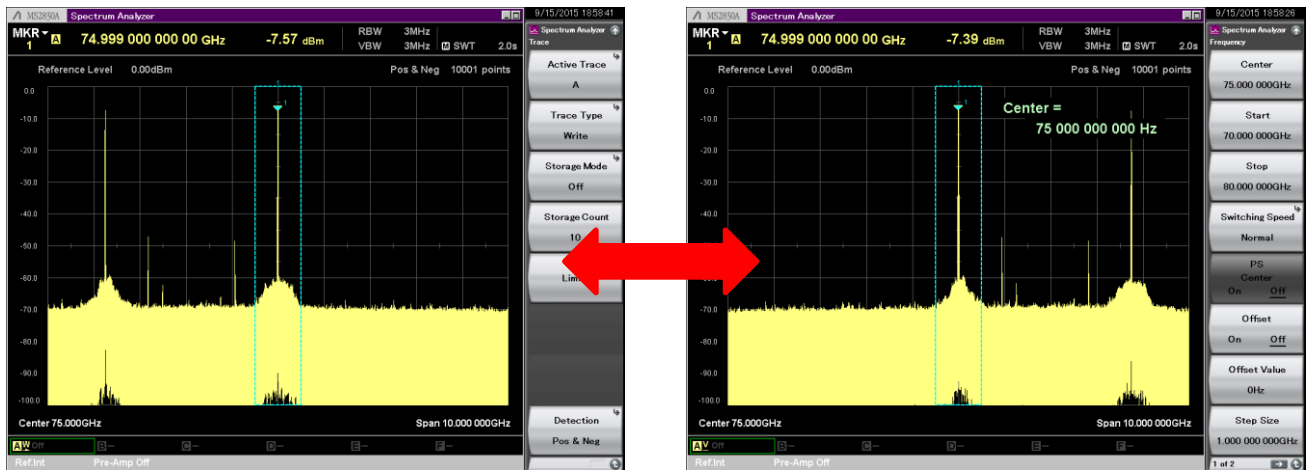 MS2830A Spectrum Analyzer
9/15/2015 18:58:41
MKR 1 A 74.999 000 000 00 GHz -7.57 dBm
RBW 3MHz
VBW 3MHz SWT 2.0s
Reference Level 0.00dBm Pos & Neg 10001 points
0.0
-10.0
-20.0
-30.0
-40.0
-50.0
-60.0
-70.0
-80.0
-90.0
-100.0
1
Center 75.000GHz Span 10.000 000GHz
A W Off B-- C-- D-- E-- F--
Ref.Int Pre-Amp Off
Spectrum Analyzer
Trace
Active Trace
A
Trace Type
Write
Storage Mode
Off
Storage Count
10
Detection
Pos & Neg
MS2830A Spectrum Analyzer
9/15/2015 18:58:26
MKR 1 A 74.999 000 000 00 GHz -7.39 dBm
RBW 3MHz
VBW 3MHz SWT 2.0s
Reference Level 0.00dBm Pos & Neg 10001 points
0.0
-10.0
-20.0
-30.0
-40.0
-60.0
-70.0
-80.0
-90.0
-100.0
1
Center =
75 000 000 000 Hz
Center 75.000GHz Span 10.000 000GHz
A V Off B-- C-- D-- E-- F--
Ref.Int Pre-Amp Off
Spectrum Analyzer
Frequency
Center
75.000 000GHz
Start
70.000 000GHz
Stop
80.000 000GHz
Switching Speed
Normal
PS
Center
On Off
Offset
On Off
Offset Value
0Hz
Step Size
1.000 000 000GHz
1 of 2